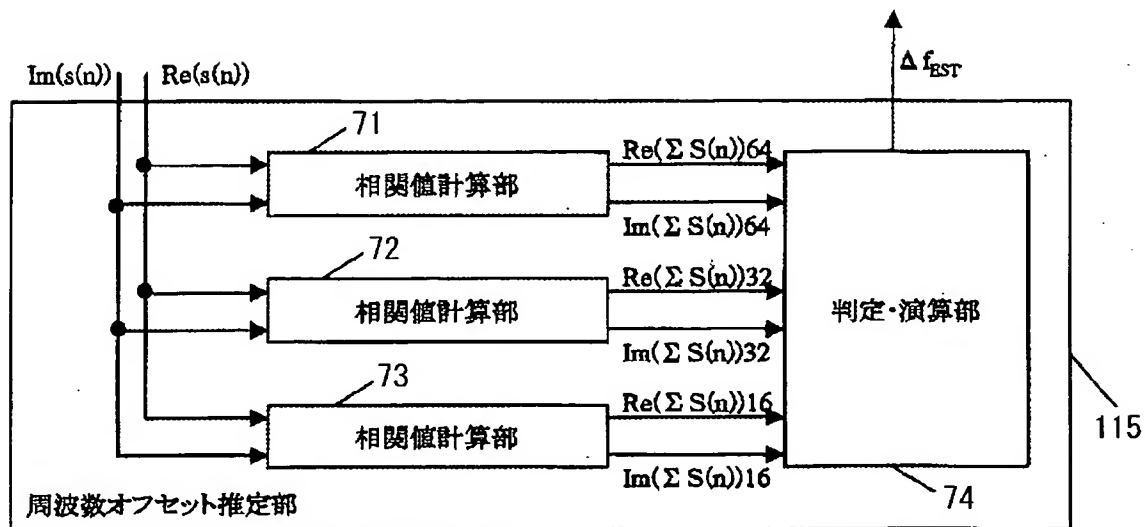 Δ f_EST
Im(s(n)) Re(s(n))
71
相関値計算部
Re(Σ S(n))64
Im(Σ S(n))64
72
相関値計算部
Re(Σ S(n))32
Im(Σ S(n))32
73
相関値計算部
Re(Σ S(n))16
Im(Σ S(n))16
判定・演算部
74
115
周波数オフセット推定部